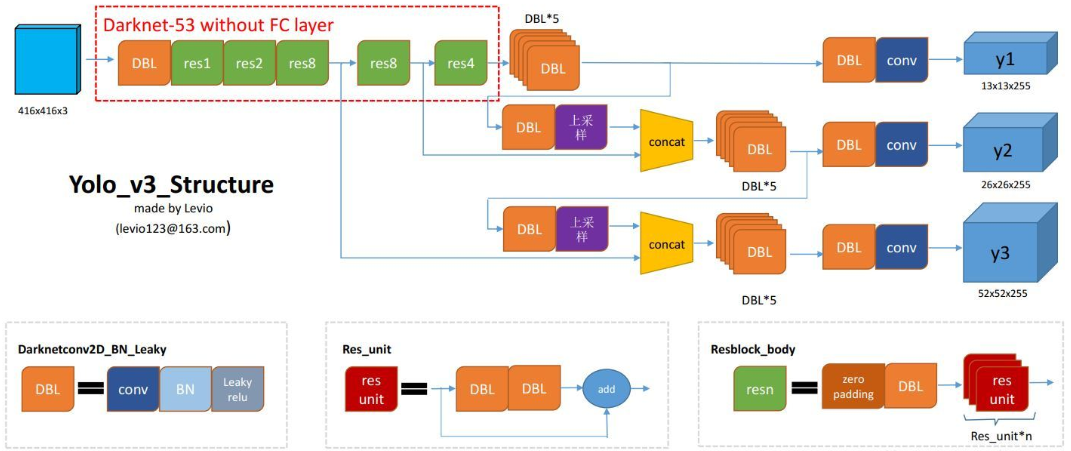 Darknet-53 without FC layer
DBL*5
DBL
res1
res2
res8
res8
res4
DBL
DBL
conv
y1
416x416x3
13x13x255
DBL
上采
样
concat
DBL
DBL
conv
y2
DBL*5
26x26x255
Yolo_v3_Structure
made by Levio
(levio123@163.com)
DBL
上采
样
concat
DBL
DBL
conv
y3
DBL*5
52x52x255
Darknetconv2D_BN_Leaky
DBL
conv
BN
Leaky
relu
Res_unit
res
unit
DBL
DBL
add
Resblock_body
resn
zero
padding
DBL
res
unit
Res_unit*n